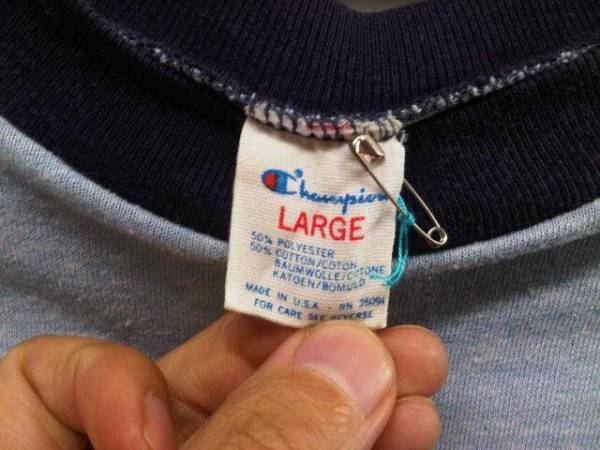 Champion
LARGE
50% POLYESTER
50% COTTON/COTON
BAUMWOLLE/COTONE
KATOEN/BOMULD
MADE IN U.S.A. - RN 26094
FOR CARE SEE REVERSE